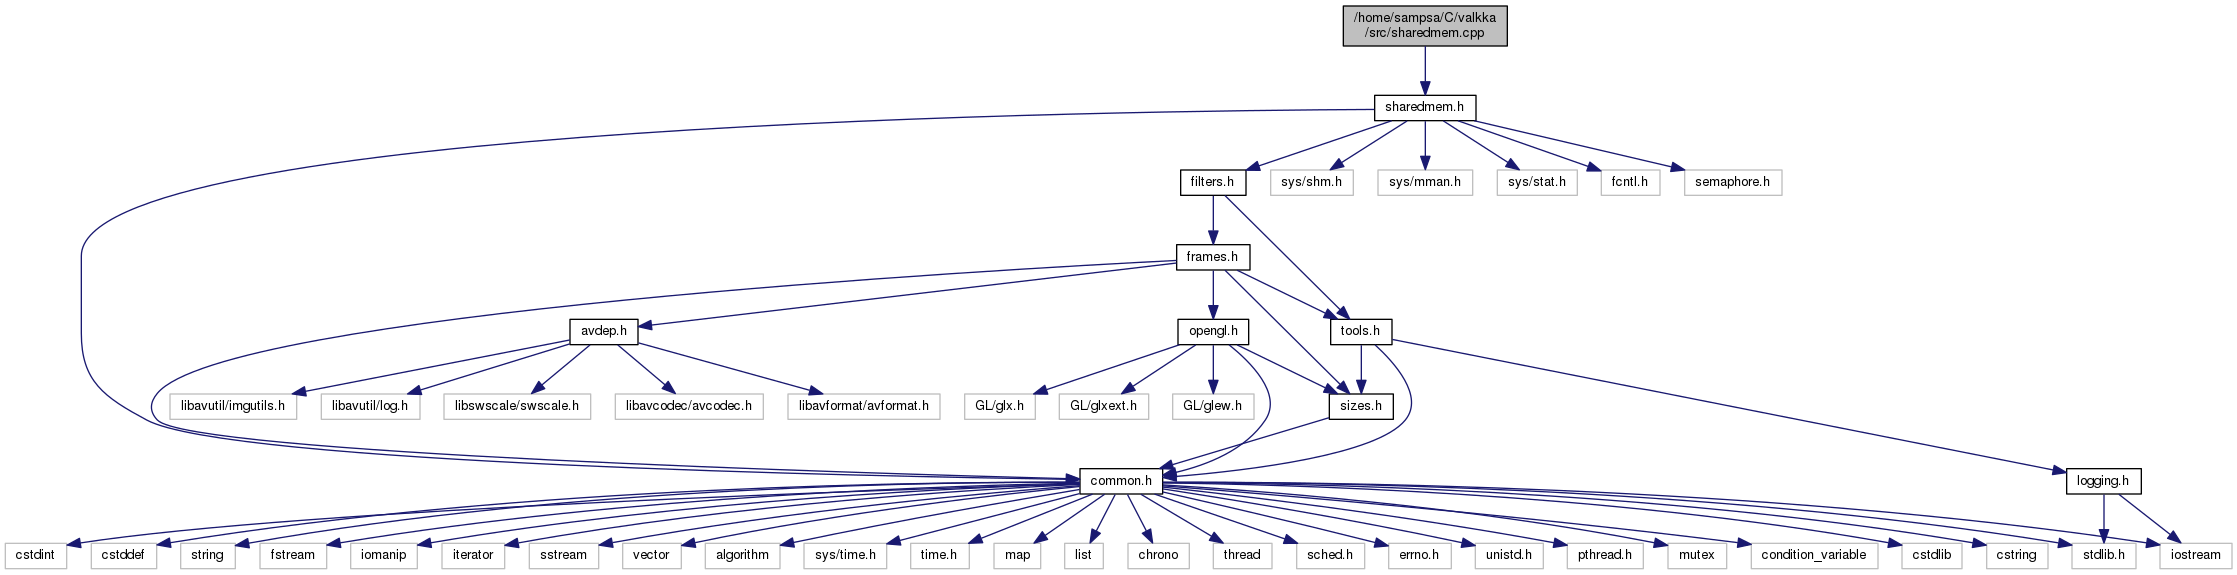 /home/sampsa/C/valkka
/src/sharedmem.cpp
sharedmem.h
filters.h
sys/shm.h
sys/mman.h
sys/stat.h
fcntl.h
semaphore.h
frames.h
avdep.h
opengl.h
tools.h
libavutil/imgutils.h
libavutil/log.h
libswscale/swscale.h
libavcodec/avcodec.h
libavformat/avformat.h
GL/glx.h
GL/glxext.h
GL/glew.h
sizes.h
common.h
logging.h
cstdint
cstddef
string
fstream
iomanip
iterator
sstream
vector
algorithm
sys/time.h
time.h
map
list
chrono
thread
sched.h
errno.h
unistd.h
pthread.h
mutex
condition_variable
cstdlib
cstring
stdlib.h
iostream